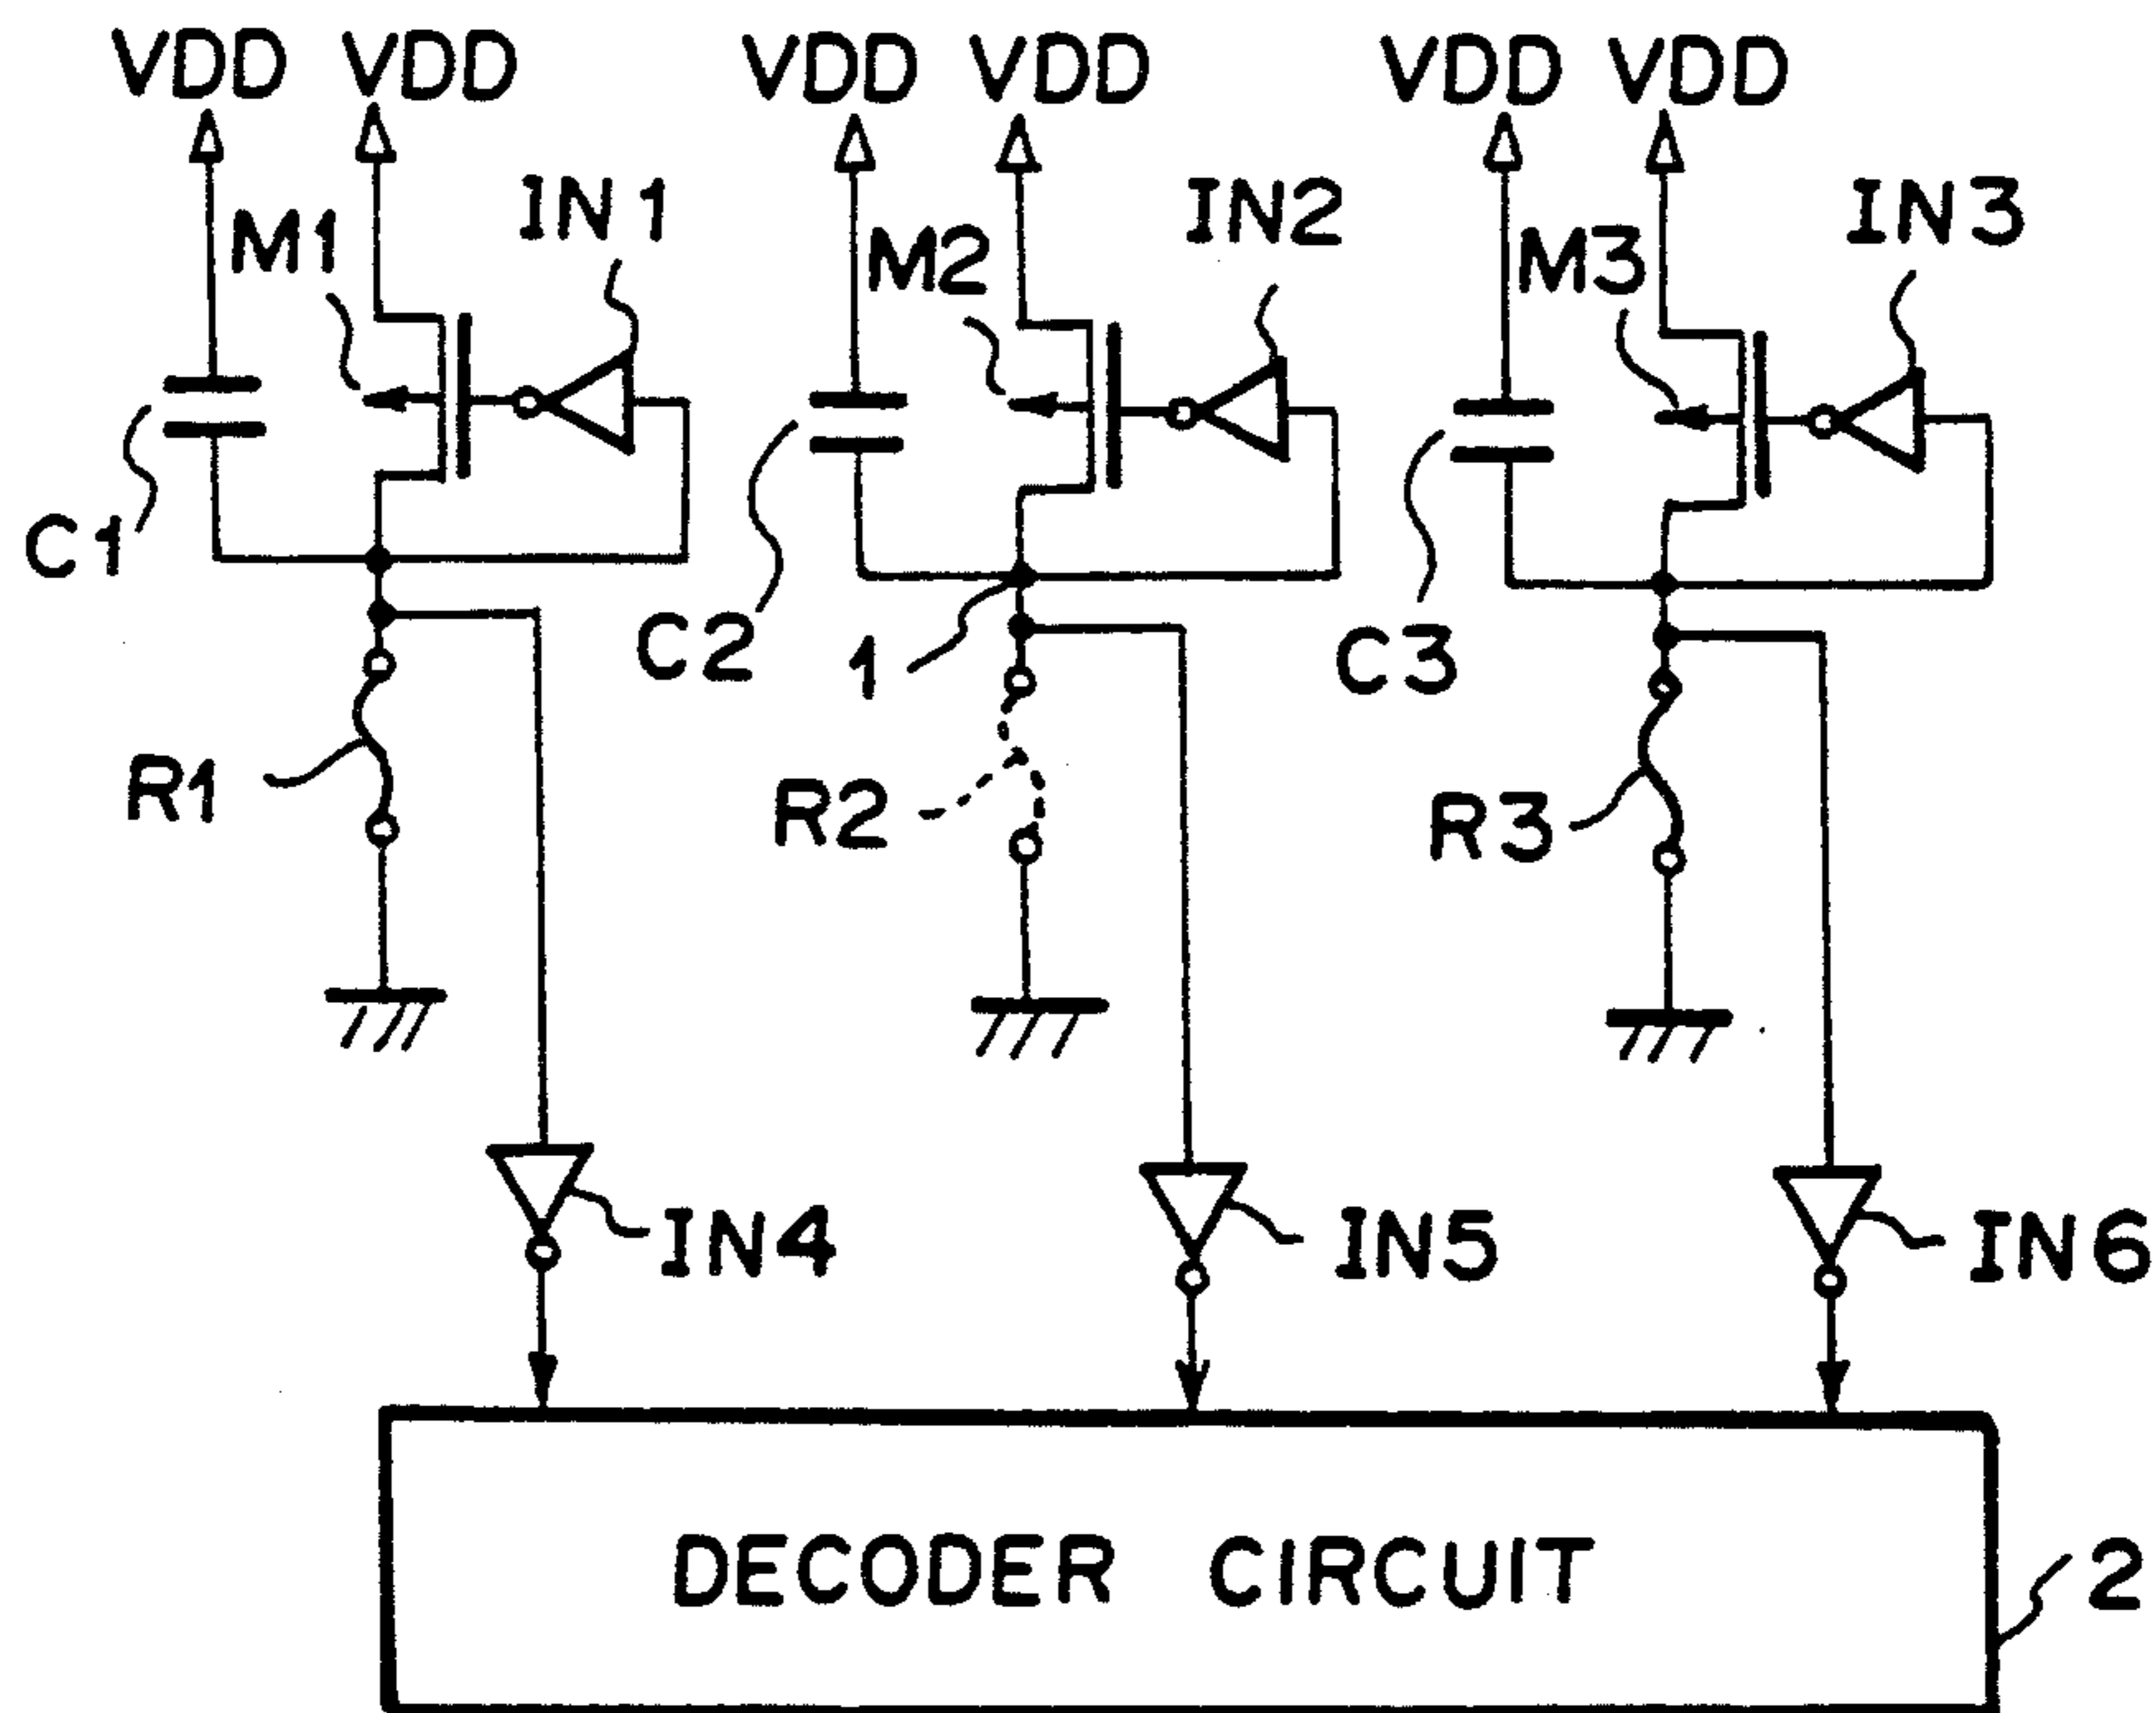 VDD VDD VDD VDD VDD VDD
IN1 IN2 IN3
M1 M2 M3
C1 C2 1 C3
R1 R2 R3
IN4 IN5 IN6
DECODER CIRCUIT 2